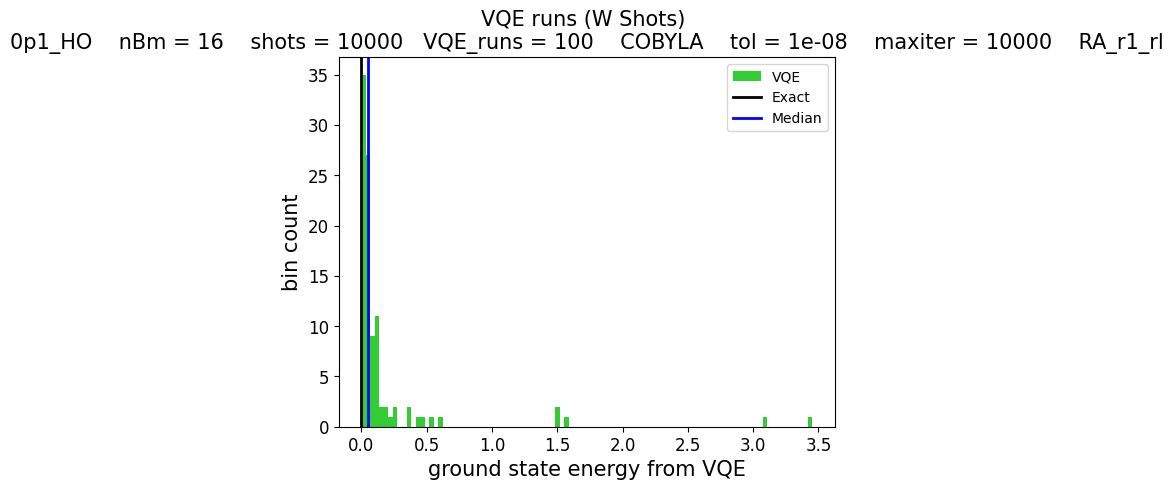 VQE runs (W Shots)
0p1_HO nBm = 16 shots = 10000 VQE_runs = 100 COBYLA tol = 1e-08 maxiter = 10000 RA_r1_rl
VQE
Exact
Median
bin count
35
30
25
20
15
10
5
0
0.0 0.5 1.0 1.5 2.0 2.5 3.0 3.5
ground state energy from VQE